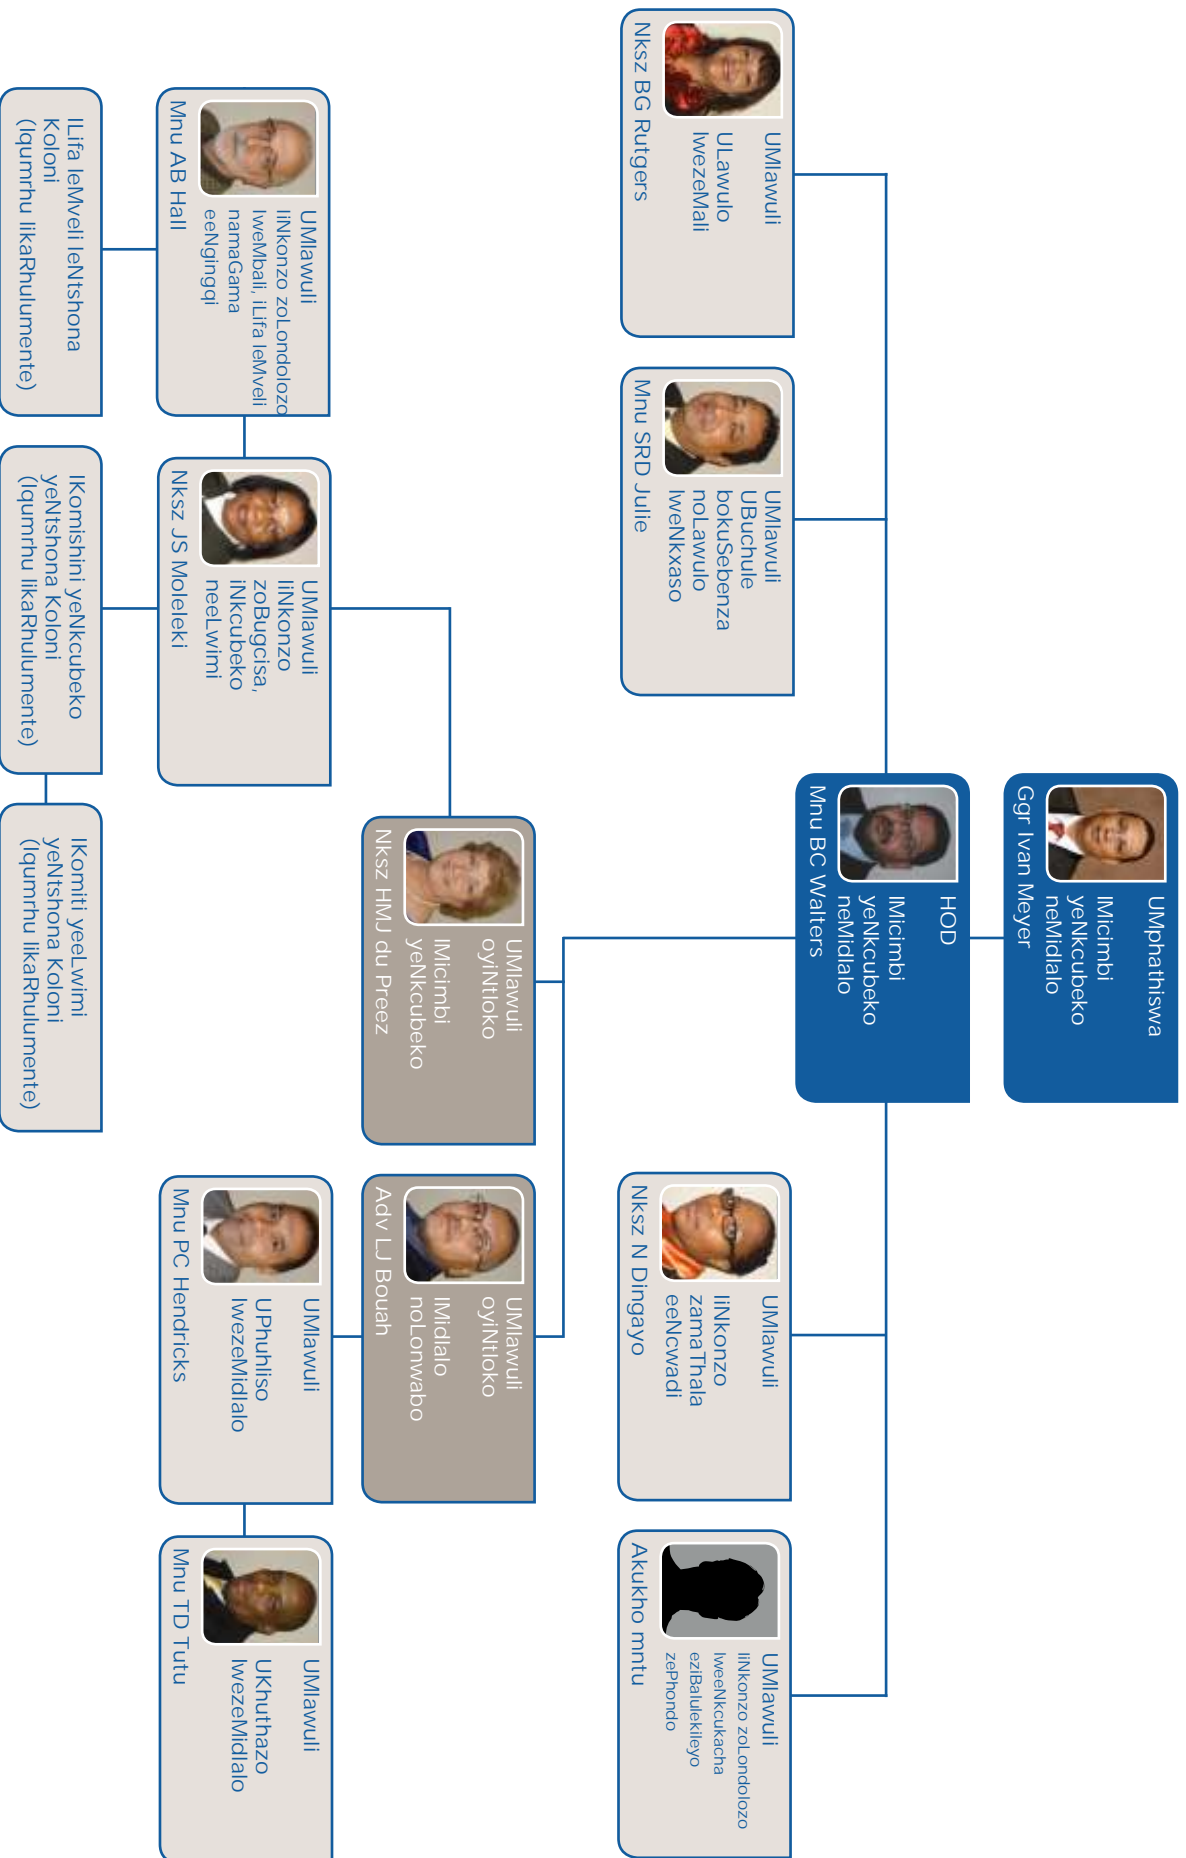 UMphathiswa
IMicimbi
yeNkcubeko
neMidlalo
Ggr Ivan Meyer
HOD
IMicimbi
yeNkcubeko
neMidlalo
Mnu BC Walters
UMlawuli
ULawulo
lwezeMali
Nksz BG Rutgers
UMlawuli
UBuchule
bokuSebenza
noLawulo
lweNkxaso
Mnu SRD Julie
UMlawuli
IiNkonzo
zamaThala
eeNcwadi
Nksz N Dingayo
UMlawuli
IiNkonzo zoLondolozo
lweeNkcukacha
eziBalulekileyo
zePhondo
Akukho mntu
UMlawuli
oyiNtloko
IMicimbi
yeNkcubeko
Nksz HMJ du Preez
UMlawuli
oyiNtloko
IMidlalo
noLonwabo
Adv LJ Bouah
UMlawuli
IiNkonzo zoLondolozo
lweMbali, iLifa leMveli
namaGama
eeNgingqi
Mnu AB Hall
UMlawuli
IiNkonzo
zoBugcisa,
iNkcubeko
neeLwimi
Nksz JS Moleleki
UMlawuli
UPhuhliso
lwezeMidlalo
Mnu PC Hendricks
UMlawuli
UKhuthazo
lwezeMidlalo
Mnu TD Tutu
ILifa leMveli leNtshona
Koloni
(Iqumrhu likaRhulumente)
IKomishini yeNkcubeko
yeNtshona Koloni
(Iqumrhu likaRhulumente)
IKomiti yeeLwimi
yeNtshona Koloni
(Iqumrhu likaRhulumente)